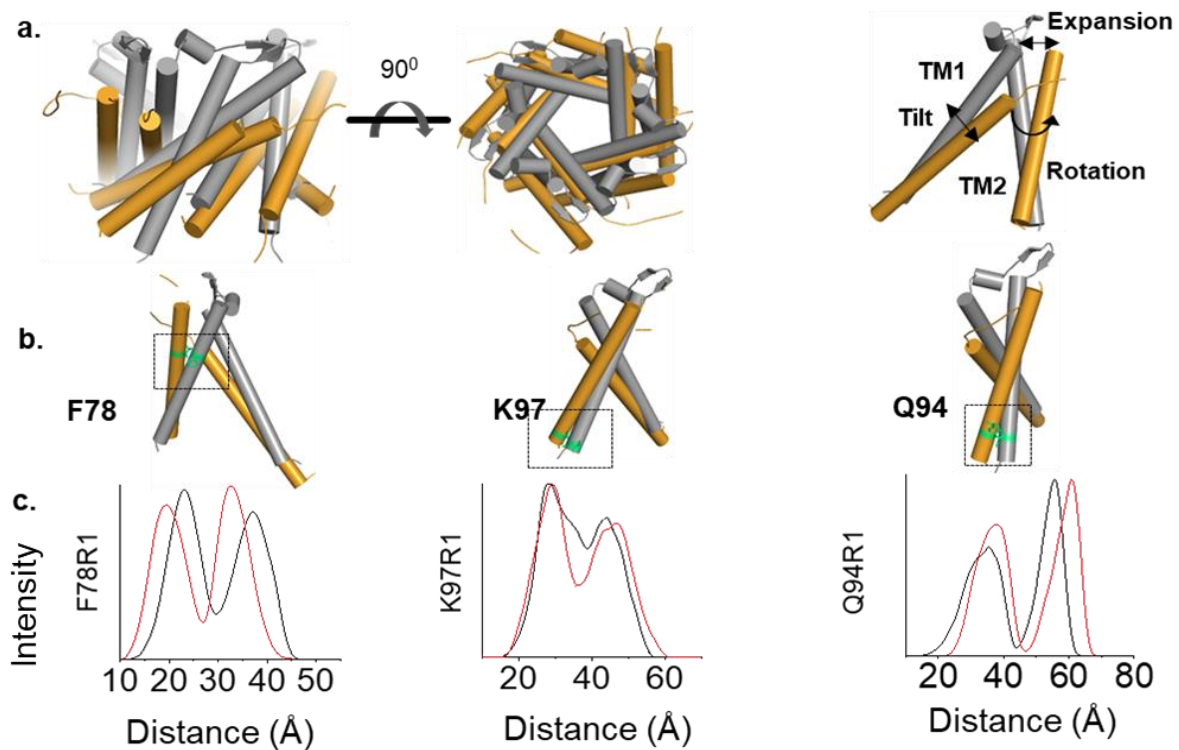 a.
90⁰
Expansion
TM1
Tilt
TM2
Rotation
b.
F78
K97
Q94
c.
Intensity
F78R1
10 20 30 40 50
Distance (Å)
K97R1
20 40 60
Distance (Å)
Q94R1
20 40 60 80
Distance (Å)